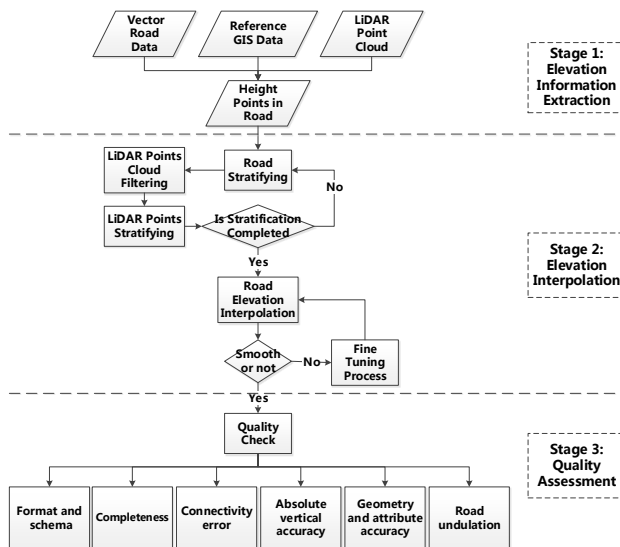 Vector
Road
Data
Reference
GIS Data
LiDAR
Point
Cloud
Height
Points in
Road
Stage 1:
Elevation
Information
Extraction
LiDAR Points
Cloud
Filtering
Road
Stratifying
No
LiDAR Points
Stratifying
Is Stratification
Completed
Yes
Road
Elevation
Interpolation
Smooth
or not
No
Fine
Tuning
Process
Stage 2:
Elevation
Interpolation
Yes
Quality
Check
Stage 3:
Quality
Assessment
Format and
schema
Completeness
Connectivity
error
Absolute
vertical
accuracy
Geometry
and attribute
accuracy
Road
undulation